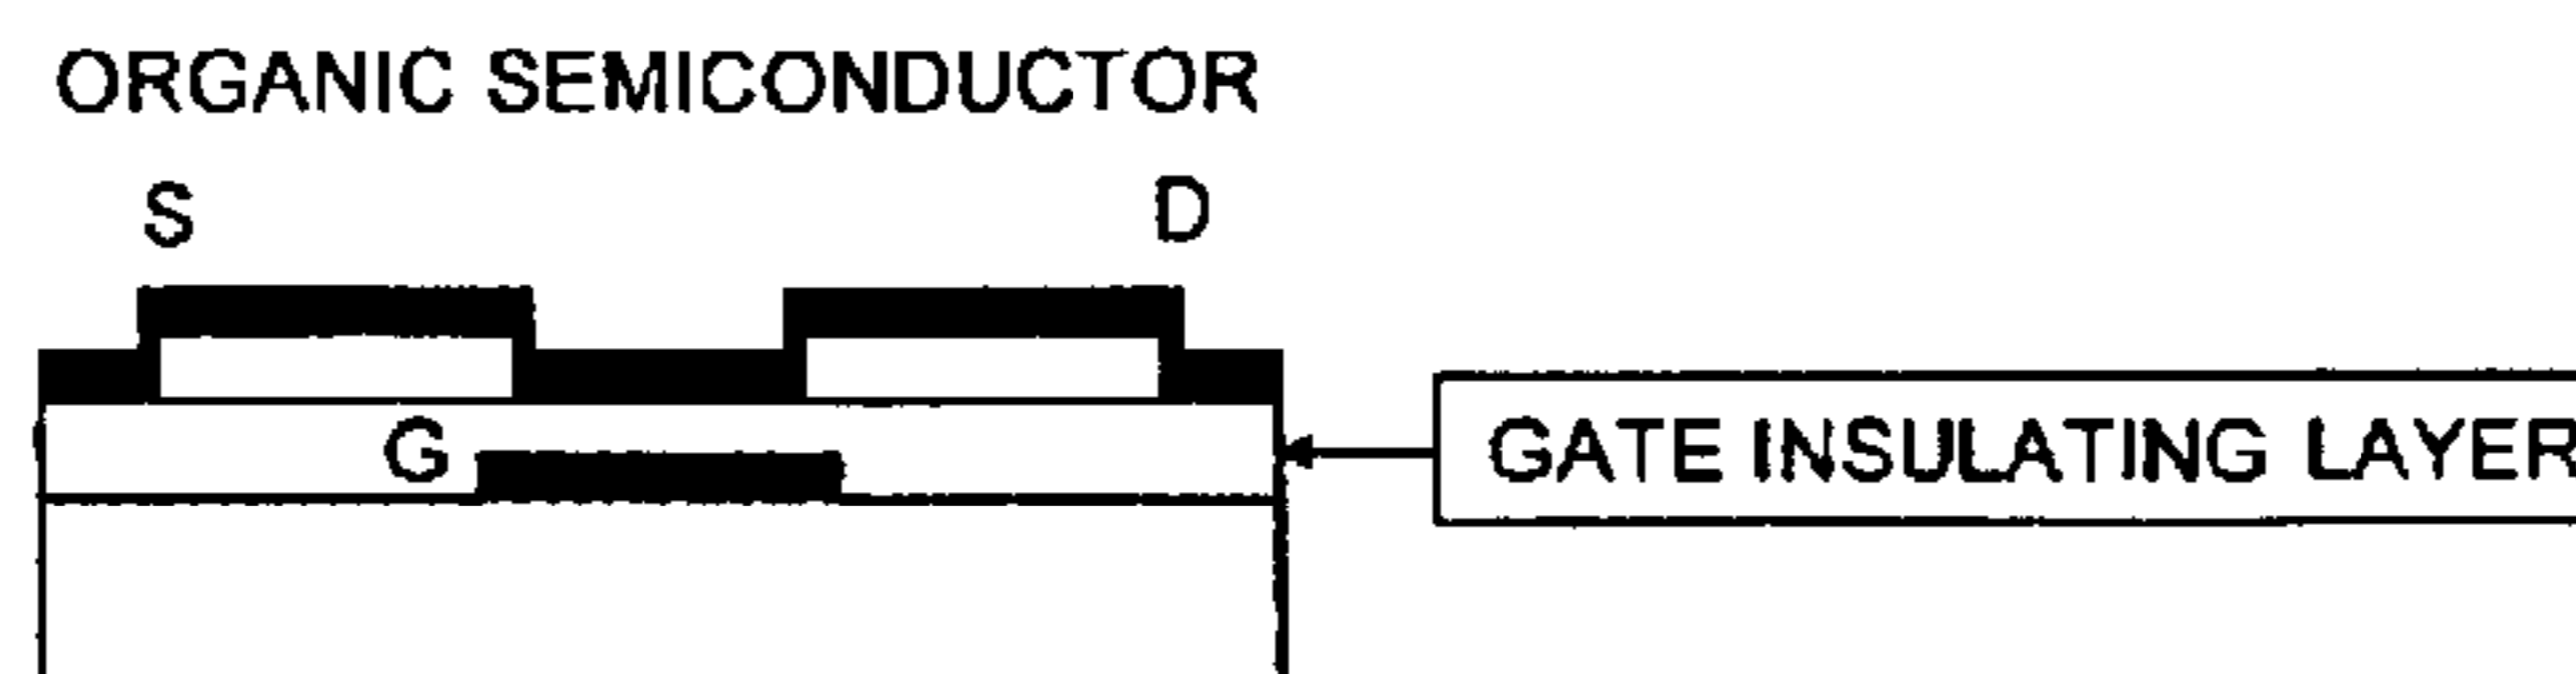 ORGANIC SEMICONDUCTOR
S
D
G
GATE INSULATING LAYER